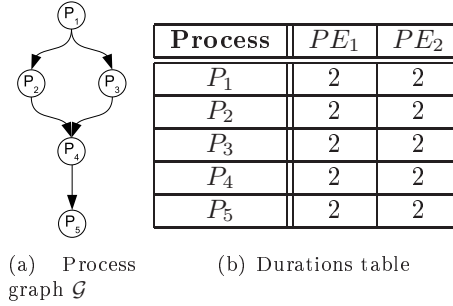 P1
P2 P3
P4
P5
Process PE1 PE2
P1 2 2
P2 2 2
P3 2 2
P4 2 2
P5 2 2
(a) Process
graph G
(b) Durations table